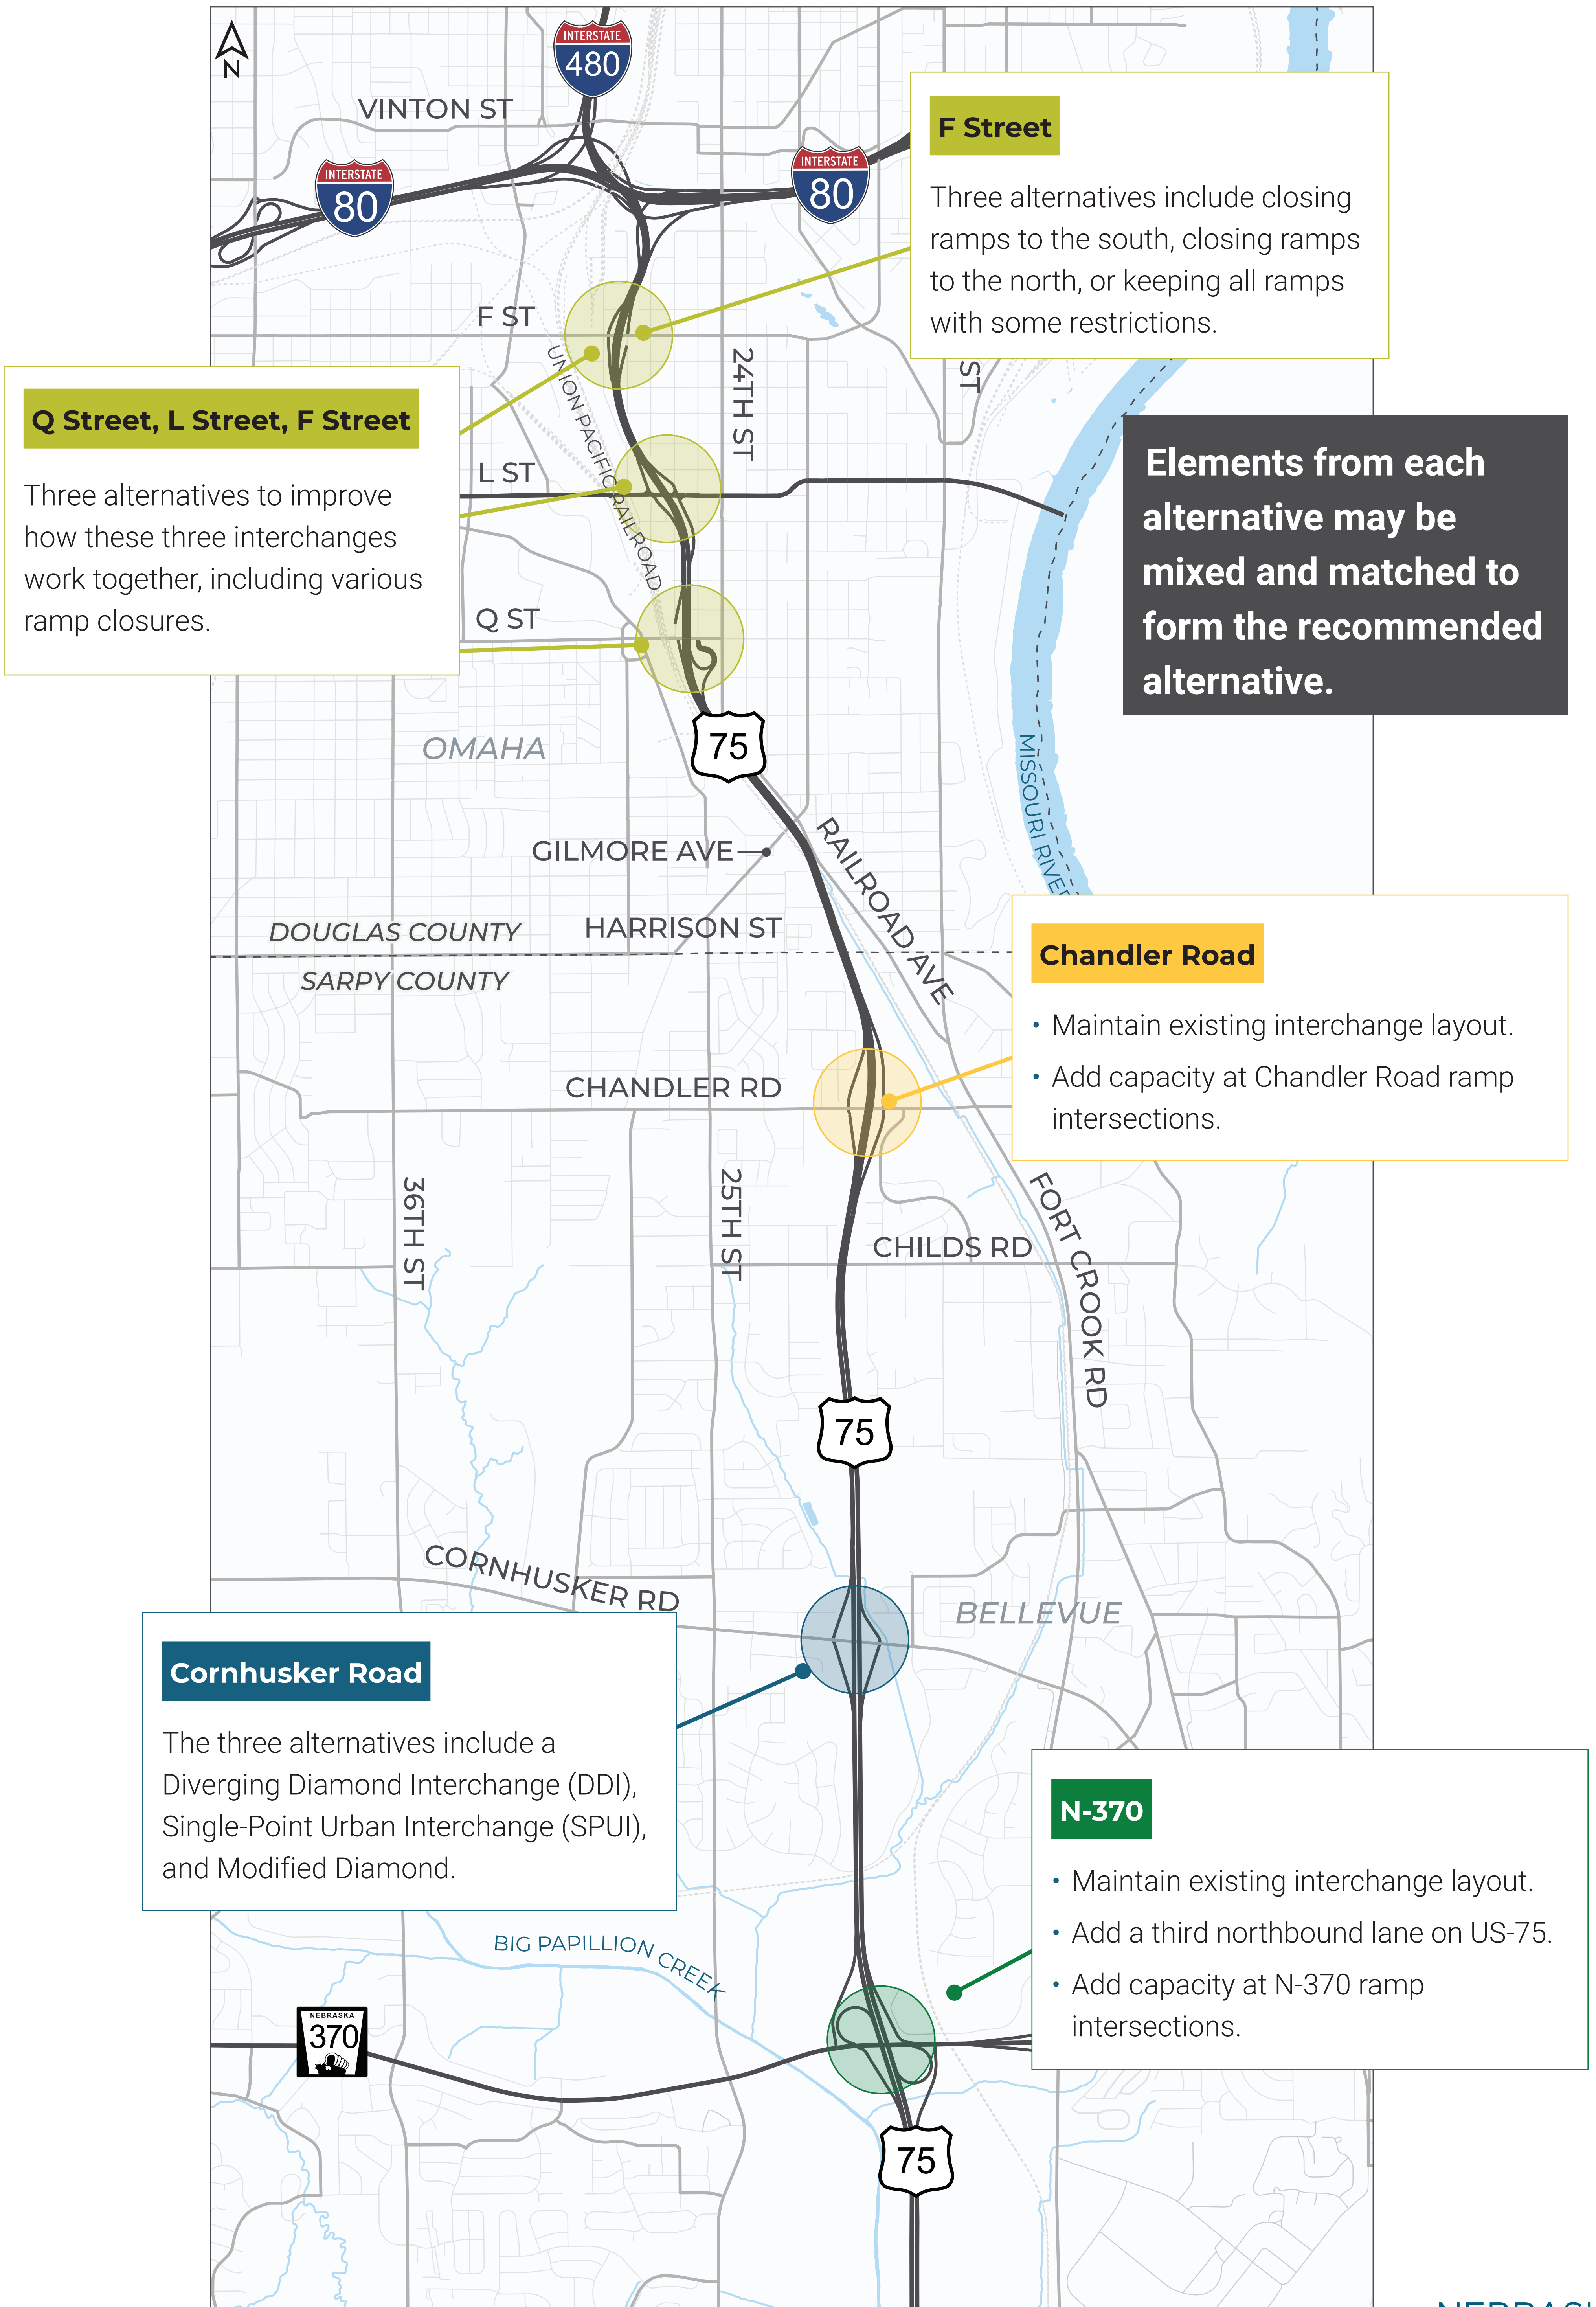 N
INTERSTATE
480
VINTON ST
F Street
INTERSTATE
80
INTERSTATE
80
Three alternatives include closing
ramps to the south, closing ramps
to the north, or keeping all ramps
with some restrictions.
F ST
UNION PACIFIC RAILROAD
24TH ST
ST
Q Street, L Street, F Street
Three alternatives to improve
how these three interchanges
work together, including various
ramp closures.
L ST
Q ST
Elements from each
alternative may be
mixed and matched to
form the recommended
alternative.
75
OMAHA
MISSOURI RIVER
GILMORE AVE
RAILROAD AVE
DOUGLAS COUNTY
HARRISON ST
SARPY COUNTY
Chandler Road
• Maintain existing interchange layout.
• Add capacity at Chandler Road ramp
intersections.
CHANDLER RD
36TH ST
25TH ST
CHILDS RD
FORT CROOK RD
75
CORNHUSKER RD
BELLEVUE
Cornhusker Road
The three alternatives include a
Diverging Diamond Interchange (DDI),
Single-Point Urban Interchange (SPUI),
and Modified Diamond.
N-370
• Maintain existing interchange layout.
• Add a third northbound lane on US-75.
• Add capacity at N-370 ramp
intersections.
BIG PAPILLION CREEK
NEBRASKA
370
75